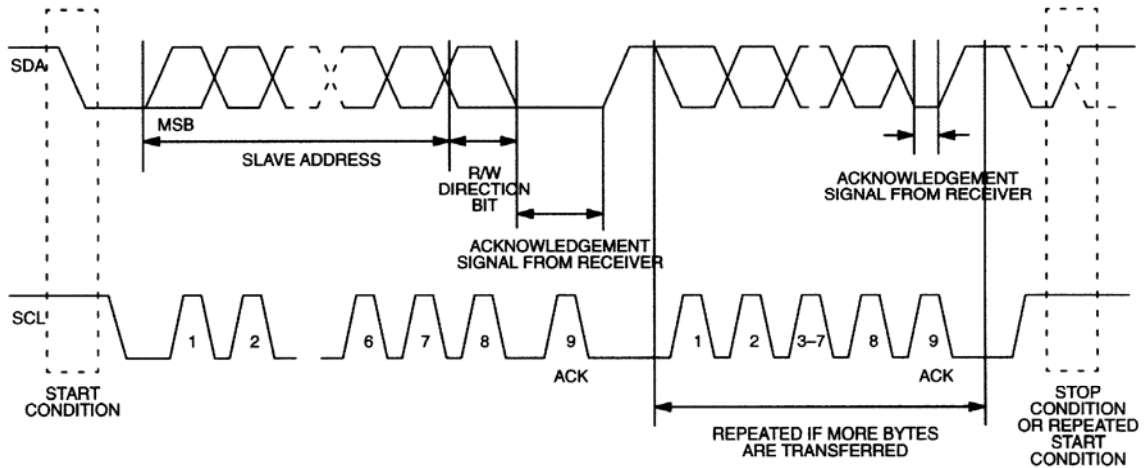 SDA
MSB
SLAVE ADDRESS
R/W
DIRECTION
BIT
ACKNOWLEDGEMENT
SIGNAL FROM RECEIVER
ACKNOWLEDGEMENT
SIGNAL FROM RECEIVER
SCL
1 2 6 7 8 9 1 2 3–7 8 9
ACK ACK
START
CONDITION
REPEATED IF MORE BYTES
ARE TRANSFERRED
STOP
CONDITION
OR REPEATED
START
CONDITION